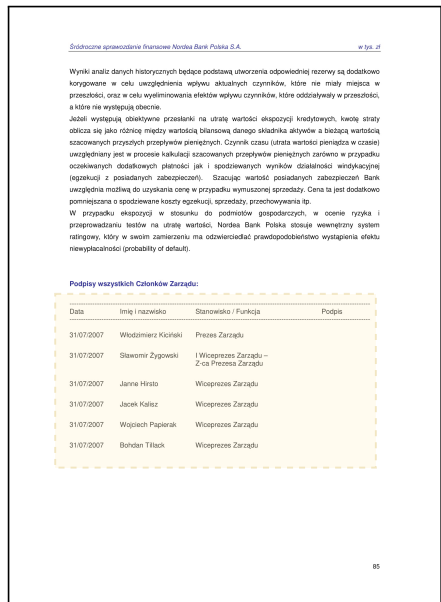 Śródroczne sprawozdanie finansowe Nordea Bank Polska S.A. w tys. zł
Wyniki analiz danych historycznych będące podstawą utworzenia odpowiedniej rezerwy są dodatkowo
korygowane w celu uwzględnienia wpływu aktualnych czynników, które nie miały miejsca w
przeszłości, oraz w celu wyeliminowania efektów wpływu czynników, które oddziaływały w przeszłości,
a które nie występują obecnie.
Jeżeli występują obiektywne przesłanki na utratę wartości ekspozycji kredytowych, kwotę straty
oblicza się jako różnicę między wartością bilansową danego składnika aktywów a bieżącą wartością
szacowanych przyszłych przepływów pieniężnych. Czynnik czasu (utrata wartości pieniądza w czasie)
uwzględniany jest w procesie kalkulacji szacowanych przepływów pieniężnych zarówno w przypadku
oczekiwanych dodatkowych płatności jak i spodziewanych wyników działalności windykacyjnej
(egzekucji z posiadanych zabezpieczeń). Szacując wartość posiadanych zabezpieczeń Bank
uwzględnia możliwą do uzyskania cenę w przypadku wymuszonej sprzedaży. Cena ta jest dodatkowo
pomniejszana o spodziewane koszty egzekucji, sprzedaży, przechowywania itp.
W przypadku ekspozycji w stosunku do podmiotów gospodarczych, w ocenie ryzyka i
przeprowadzaniu testów na utratę wartości, Nordea Bank Polska stosuje wewnętrzny system
ratingowy, który w swoim zamierzeniu ma odzwierciedlać prawdopodobieństwo wystąpienia efektu
niewypłacalności (probability of default).
Podpisy wszystkich Członków Zarządu:
Data Imię i nazwisko Stanowisko / Funkcja Podpis
31/07/2007 Włodzimierz Kiciński Prezes Zarządu
31/07/2007 Sławomir Żygowski I Wiceprezes Zarządu –
Z-ca Prezesa Zarządu
31/07/2007 Janne Hirsto Wiceprezes Zarządu
31/07/2007 Jacek Kalisz Wiceprezes Zarządu
31/07/2007 Wojciech Papierak Wiceprezes Zarządu
31/07/2007 Bohdan Tillack Wiceprezes Zarządu
85